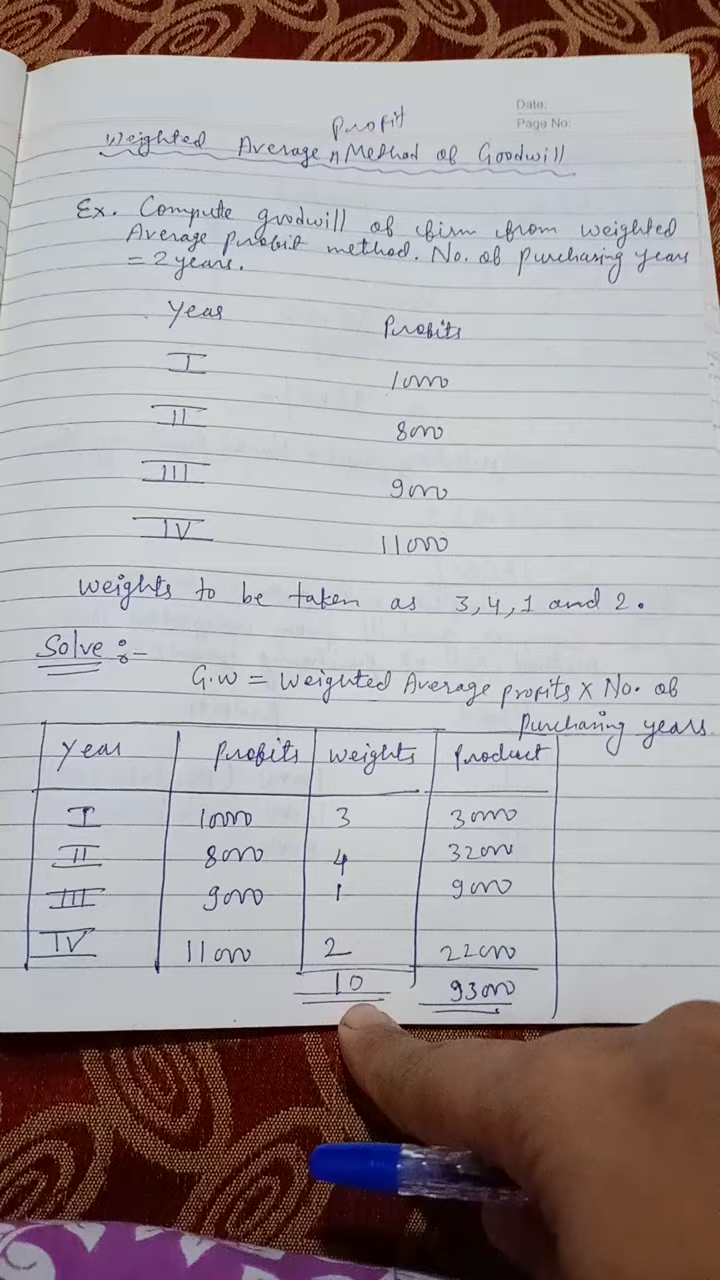 Date:
Page No:
Profit
Weighted Average ∧ Method of Goodwill
Ex. Compute goodwill of firm from weighted
Average profit method. No. of purchasing years
= 2 years.
Year Profits
I 10000
II 8000
III 9000
IV 11000
weights to be taken as 3, 4, 1 and 2.
Solve :-
G.W = Weighted Average profits × No. of
purchasing years.
Year Profits weights product
I 10000 3 30000
II 8000 4 32000
III 9000 1 9000
IV 11000 2 22000
10 93000